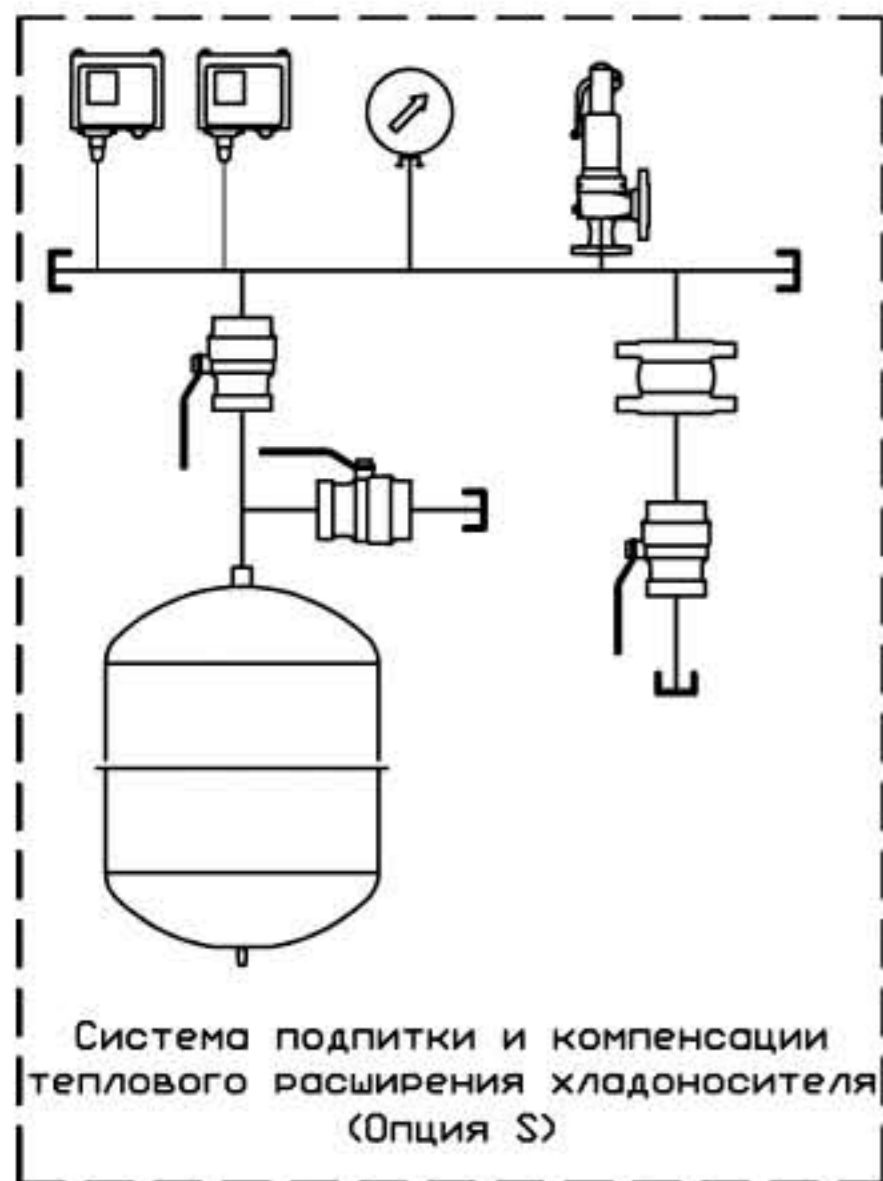 Система подпитки и компенсации
теплового расширения хладоносителя
(Опция S)